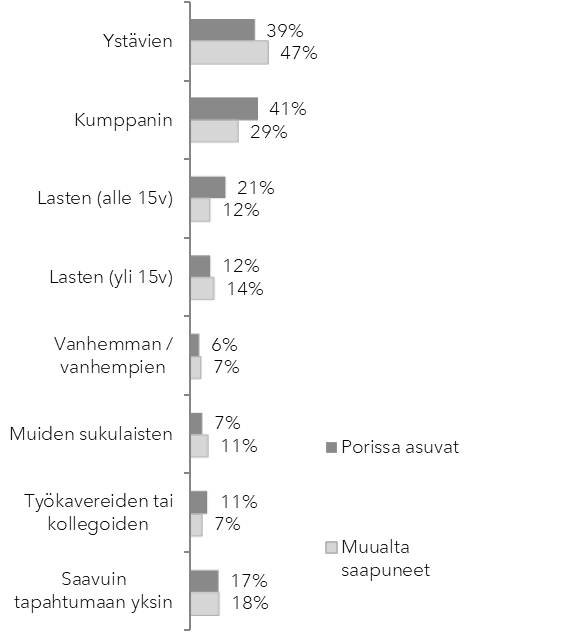 Ystävien
39%
47%
Kumppanin
41%
29%
Lasten (alle 15v)
21%
12%
Lasten (yli 15v)
12%
14%
Vanhemman /
vanhempien
6%
7%
Muiden sukulaisten
7%
11%
Työkavereiden tai
kollegoiden
11%
7%
Saavuin
tapahtumaan yksin
17%
18%
Porissa asuvat
Muualta
saapuneet